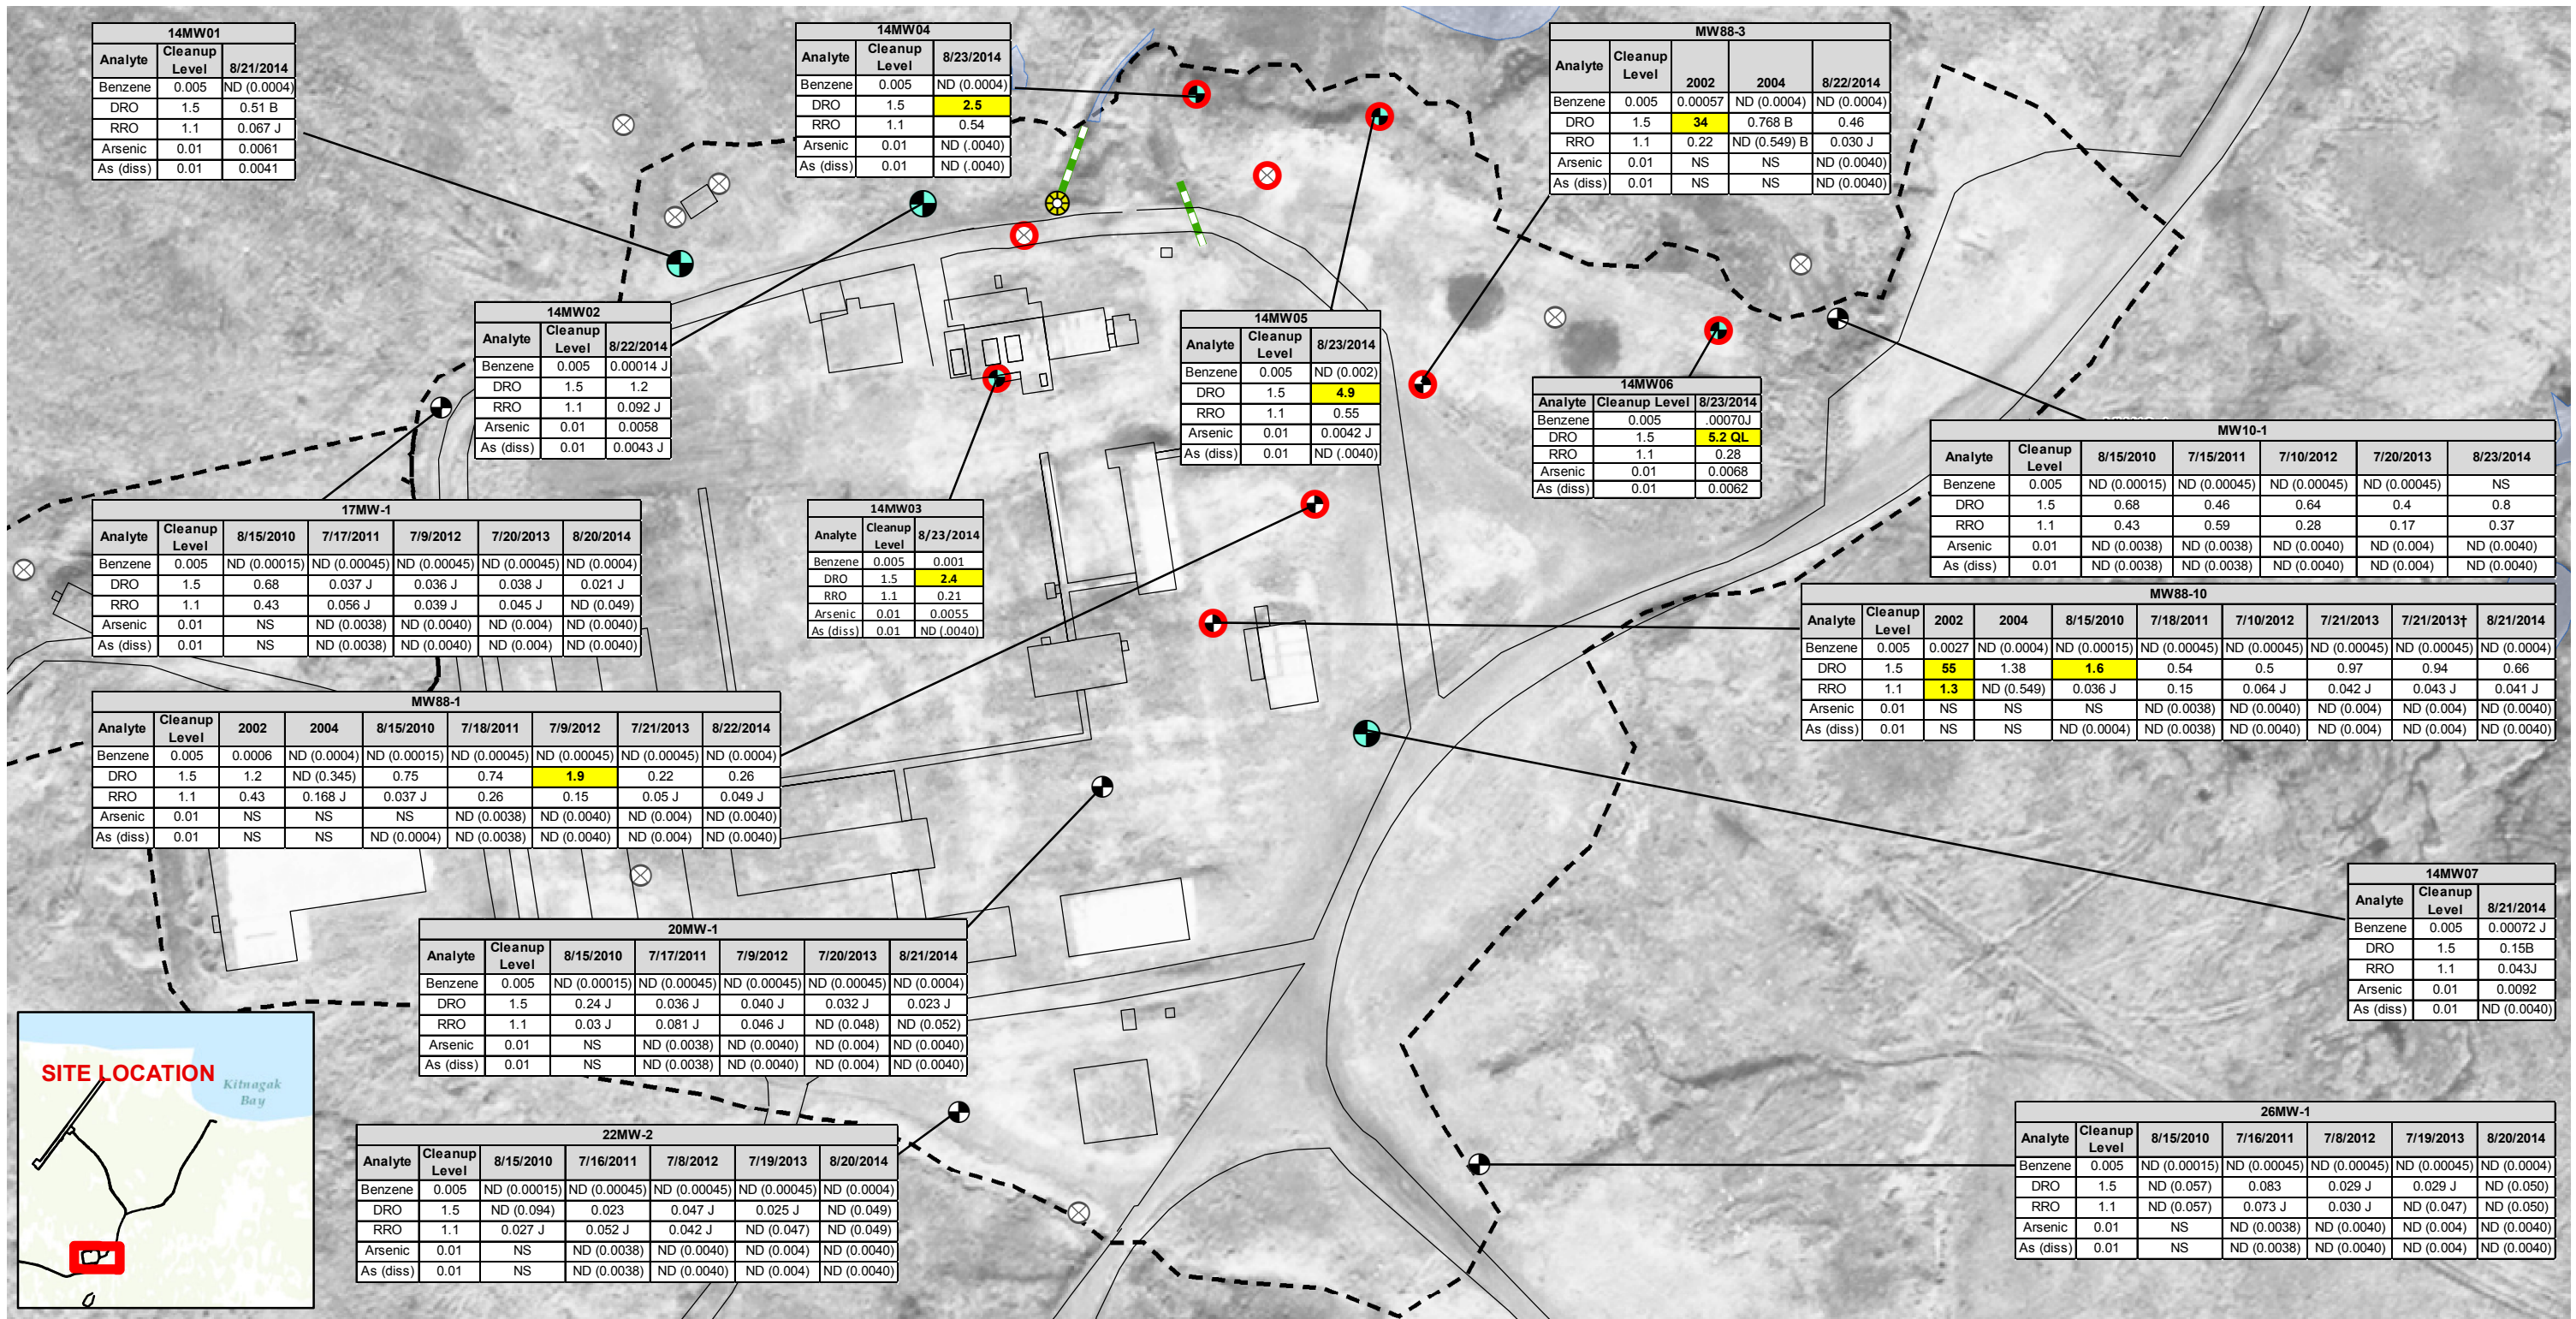 14MW01
Analyte Cleanup Level 8/21/2014
Benzene 0.005 ND (0.0004)
DRO 1.5 0.51 B
RRO 1.1 0.067 J
Arsenic 0.01 0.0061
As (diss) 0.01 0.0041
14MW04
Analyte Cleanup Level 8/23/2014
Benzene 0.005 ND (0.0004)
DRO 1.5 2.5
RRO 1.1 0.54
Arsenic 0.01 ND (.0040)
As (diss) 0.01 ND (.0040)
MW88-3
Analyte Cleanup Level 2002 2004 8/22/2014
Benzene 0.005 0.00057 ND (0.0004) ND (0.0004)
DRO 1.5 34 0.768 B 0.46
RRO 1.1 0.22 ND (0.549) B 0.030 J
Arsenic 0.01 NS NS ND (0.0040)
As (diss) 0.01 NS NS ND (0.0040)
14MW02
Analyte Cleanup Level 8/22/2014
Benzene 0.005 0.00014 J
DRO 1.5 1.2
RRO 1.1 0.092 J
Arsenic 0.01 0.0058
As (diss) 0.01 0.0043 J
14MW05
Analyte Cleanup Level 8/23/2014
Benzene 0.005 ND (0.002)
DRO 1.5 4.9
RRO 1.1 0.55
Arsenic 0.01 0.0042 J
As (diss) 0.01 ND (.0040)
14MW06
Analyte Cleanup Level 8/23/2014
Benzene 0.005 .00070J
DRO 1.5 5.2 QL
RRO 1.1 0.28
Arsenic 0.01 0.0068
As (diss) 0.01 0.0062
MW10-1
Analyte Cleanup Level 8/15/2010 7/15/2011 7/10/2012 7/20/2013 8/23/2014
Benzene 0.005 ND (0.00015) ND (0.00045) ND (0.00045) ND (0.00045) NS
DRO 1.5 0.68 0.46 0.64 0.4 0.8
RRO 1.1 0.43 0.59 0.28 0.17 0.37
Arsenic 0.01 ND (0.0038) ND (0.0038) ND (0.0040) ND (0.004) ND (0.0040)
As (diss) 0.01 ND (0.0038) ND (0.0038) ND (0.0040) ND (0.004) ND (0.0040)
17MW-1
Analyte Cleanup Level 8/15/2010 7/17/2011 7/9/2012 7/20/2013 8/20/2014
Benzene 0.005 ND (0.00015) ND (0.00045) ND (0.00045) ND (0.00045) ND (0.0004)
DRO 1.5 0.68 0.037 J 0.036 J 0.038 J 0.021 J
RRO 1.1 0.43 0.056 J 0.039 J 0.045 J ND (0.049)
Arsenic 0.01 NS ND (0.0038) ND (0.0040) ND (0.004) ND (0.0040)
As (diss) 0.01 NS ND (0.0038) ND (0.0040) ND (0.004) ND (0.0040)
14MW03
Analyte Cleanup Level 8/23/2014
Benzene 0.005 0.001
DRO 1.5 2.4
RRO 1.1 0.21
Arsenic 0.01 0.0055
As (diss) 0.01 ND (.0040)
MW88-10
Analyte Cleanup Level 2002 2004 8/15/2010 7/18/2011 7/10/2012 7/21/2013 7/21/2013† 8/21/2014
Benzene 0.005 0.0027 ND (0.0004) ND (0.00015) ND (0.00045) ND (0.00045) ND (0.00045) ND (0.00045) ND (0.0004)
DRO 1.5 55 1.38 1.6 0.54 0.5 0.97 0.94 0.66
RRO 1.1 1.3 ND (0.549) 0.036 J 0.15 0.064 J 0.042 J 0.043 J 0.041 J
Arsenic 0.01 NS NS NS ND (0.0038) ND (0.0040) ND (0.004) ND (0.004) ND (0.0040)
As (diss) 0.01 NS NS ND (0.0004) ND (0.0038) ND (0.0040) ND (0.004) ND (0.004) ND (0.0040)
MW88-1
Analyte Cleanup Level 2002 2004 8/15/2010 7/18/2011 7/9/2012 7/21/2013 8/22/2014
Benzene 0.005 0.0006 ND (0.0004) ND (0.00015) ND (0.00045) ND (0.00045) ND (0.00045) ND (0.0004)
DRO 1.5 1.2 ND (0.345) 0.75 0.74 1.9 0.22 0.26
RRO 1.1 0.43 0.168 J 0.037 J 0.26 0.15 0.05 J 0.049 J
Arsenic 0.01 NS NS NS ND (0.0038) ND (0.0040) ND (0.004) ND (0.0040)
As (diss) 0.01 NS NS ND (0.0004) ND (0.0038) ND (0.0040) ND (0.004) ND (0.0040)
14MW07
Analyte Cleanup Level 8/21/2014
Benzene 0.005 0.00072 J
DRO 1.5 0.15B
RRO 1.1 0.043J
Arsenic 0.01 0.0092
As (diss) 0.01 ND (0.0040)
20MW-1
Analyte Cleanup Level 8/15/2010 7/17/2011 7/9/2012 7/20/2013 8/21/2014
Benzene 0.005 ND (0.00015) ND (0.00045) ND (0.00045) ND (0.00045) ND (0.0004)
DRO 1.5 0.24 J 0.036 J 0.040 J 0.032 J 0.023 J
RRO 1.1 0.03 J 0.081 J 0.046 J ND (0.048) ND (0.052)
Arsenic 0.01 NS ND (0.0038) ND (0.0040) ND (0.004) ND (0.0040)
As (diss) 0.01 NS ND (0.0038) ND (0.0040) ND (0.004) ND (0.0040)
SITE LOCATION
Kitnagak
Bay
22MW-2
Analyte Cleanup Level 8/15/2010 7/16/2011 7/8/2012 7/19/2013 8/20/2014
Benzene 0.005 ND (0.00015) ND (0.00045) ND (0.00045) ND (0.00045) ND (0.0004)
DRO 1.5 ND (0.094) 0.023 0.047 J 0.025 J ND (0.049)
RRO 1.1 0.027 J 0.052 J 0.042 J ND (0.047) ND (0.049)
Arsenic 0.01 NS ND (0.0038) ND (0.0040) ND (0.004) ND (0.0040)
As (diss) 0.01 NS ND (0.0038) ND (0.0040) ND (0.004) ND (0.0040)
26MW-1
Analyte Cleanup Level 8/15/2010 7/16/2011 7/8/2012 7/19/2013 8/20/2014
Benzene 0.005 ND (0.00015) ND (0.00045) ND (0.00045) ND (0.00045) ND (0.0004)
DRO 1.5 ND (0.057) 0.083 0.029 J 0.029 J ND (0.050)
RRO 1.1 ND (0.057) 0.073 J 0.030 J ND (0.047) ND (0.050)
Arsenic 0.01 NS ND (0.0038) ND (0.0040) ND (0.004) ND (0.0040)
As (diss) 0.01 NS ND (0.0038) ND (0.0040) ND (0.004) ND (0.0040)